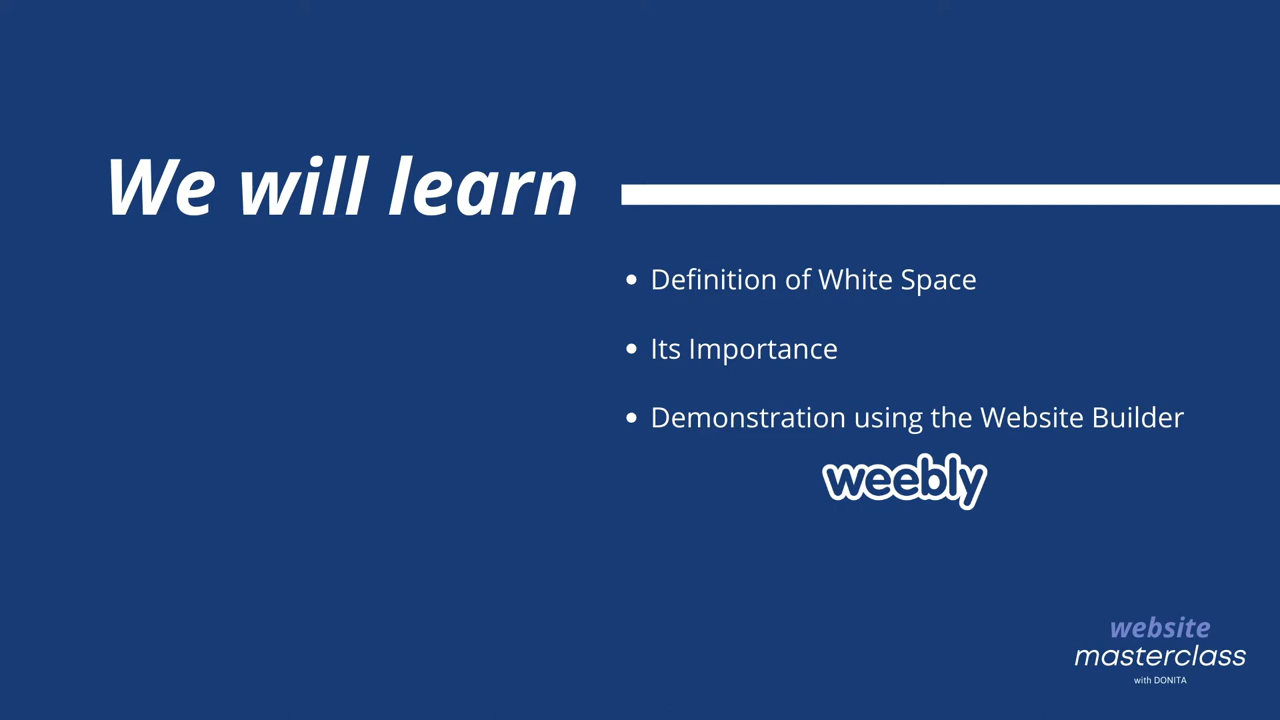 We will learn
• Definition of White Space
• Its Importance
• Demonstration using the Website Builder
weebly
website
masterclass
with DONITA